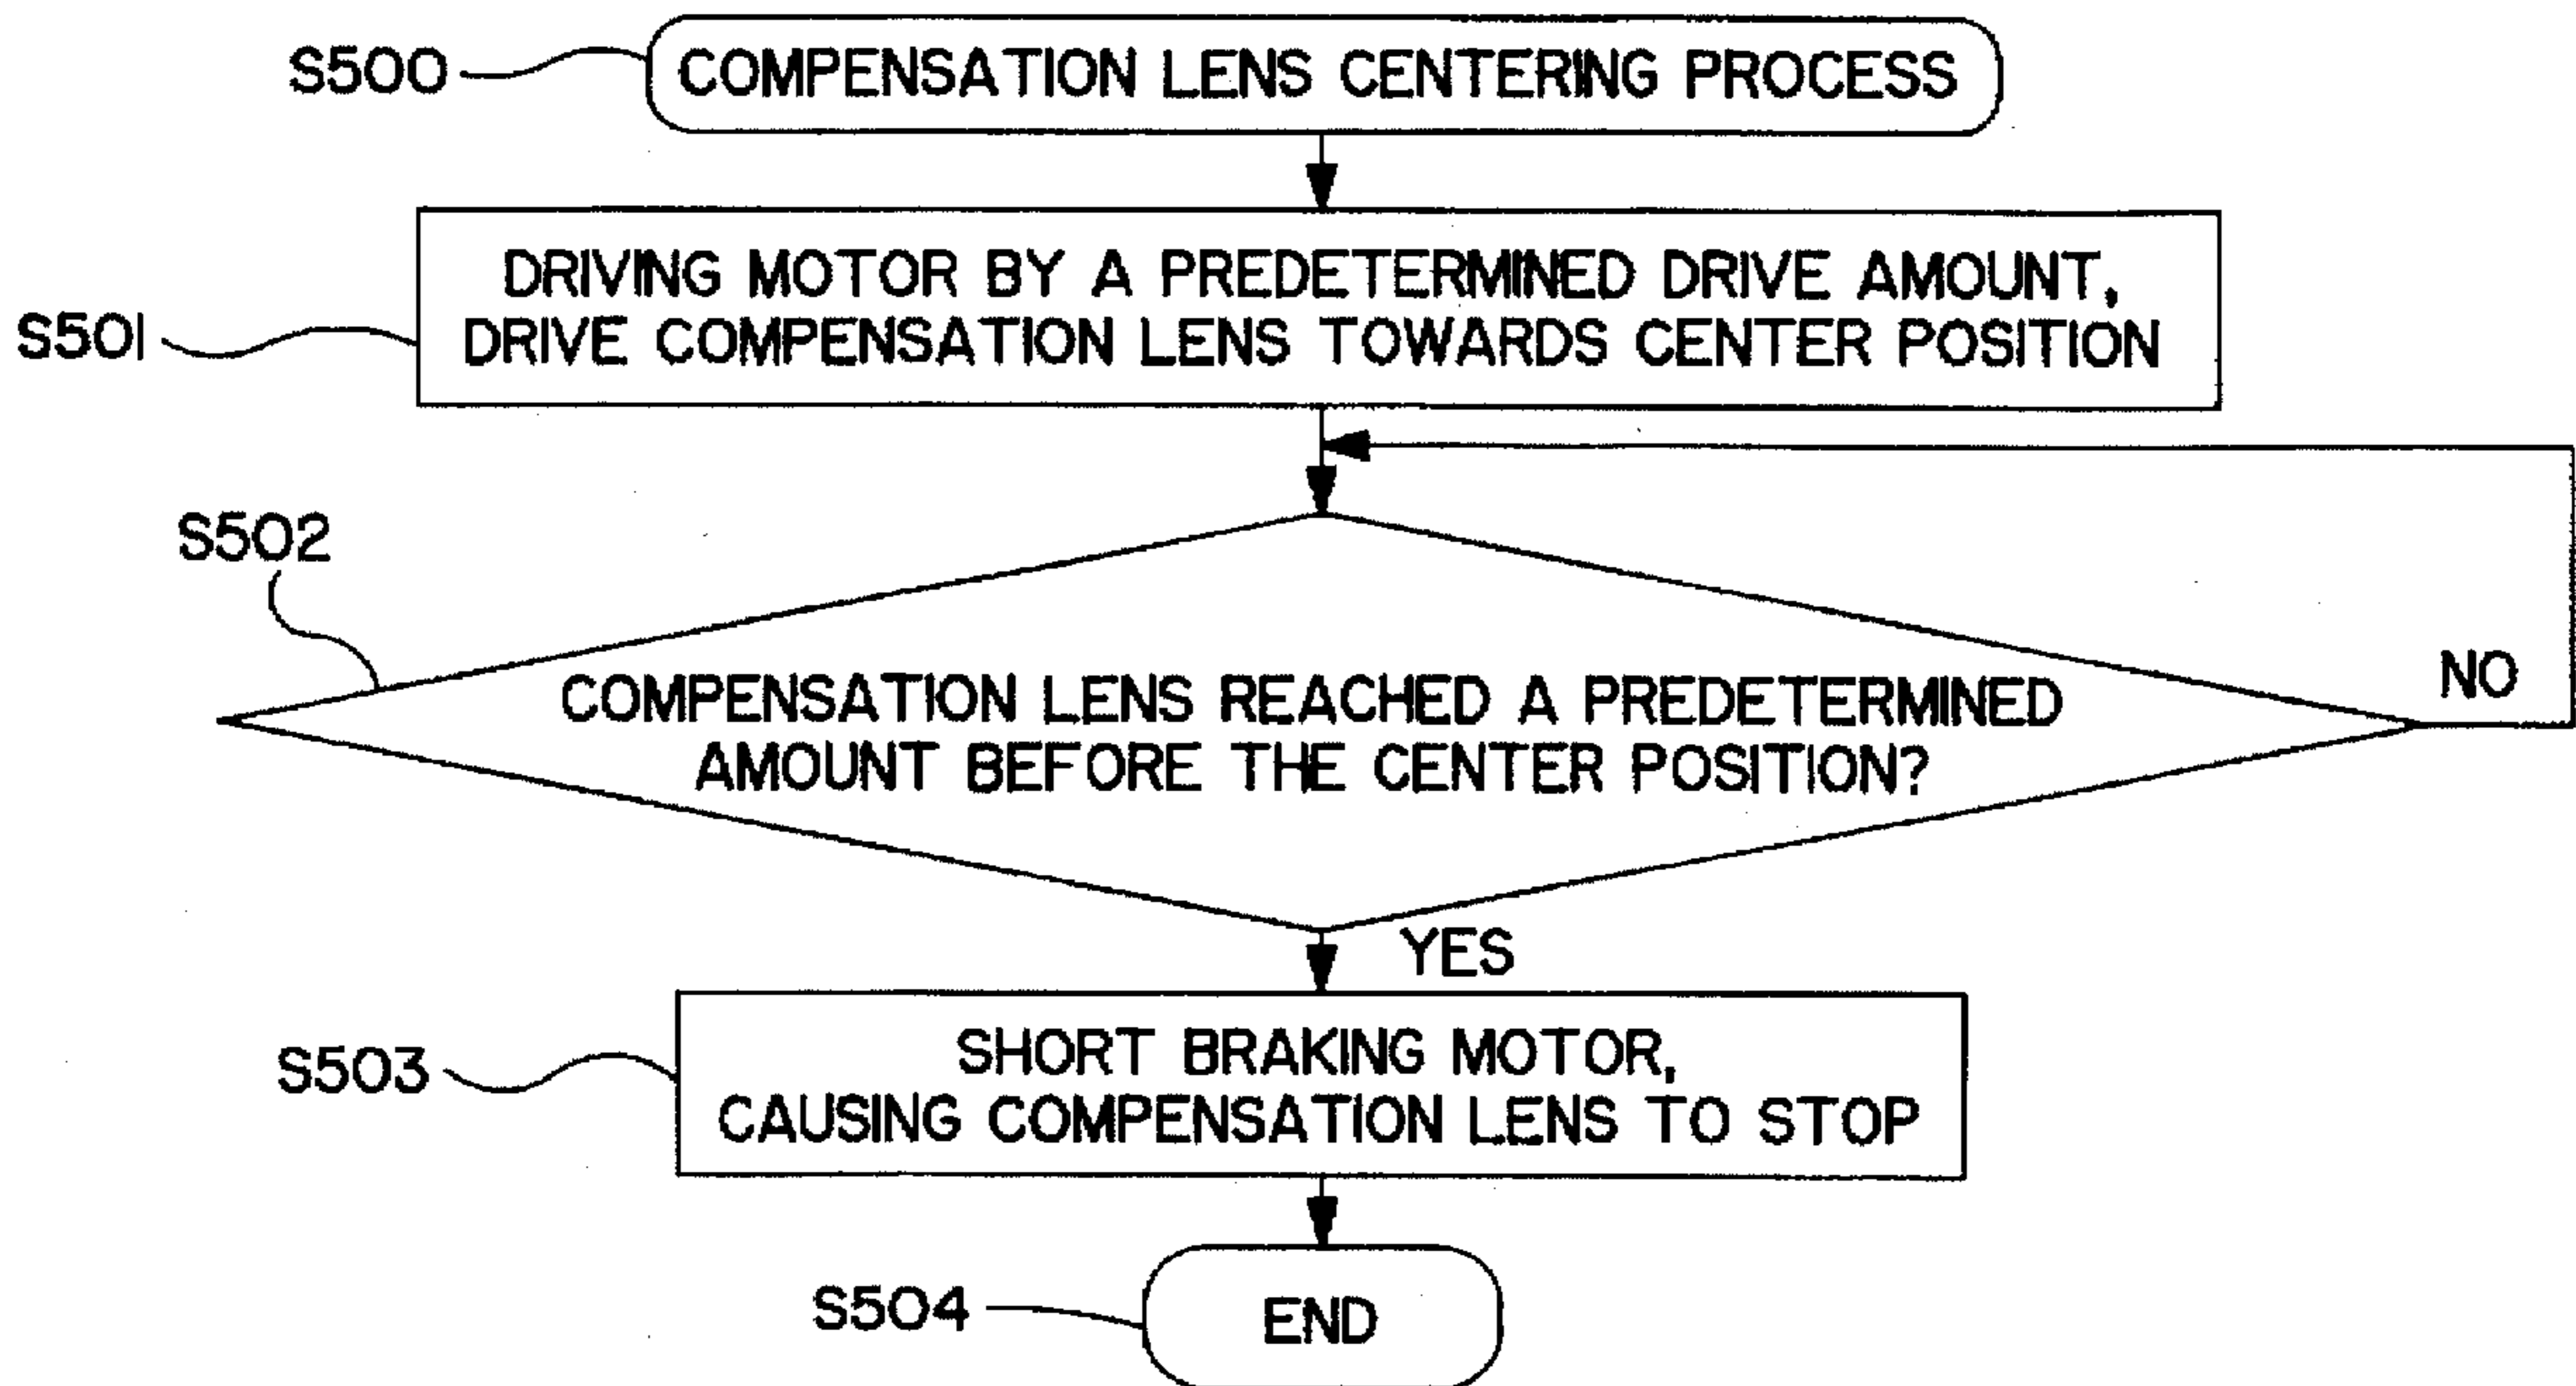 S500
COMPENSATION LENS CENTERING PROCESS
S501
DRIVING MOTOR BY A PREDETERMINED DRIVE AMOUNT,
DRIVE COMPENSATION LENS TOWARDS CENTER POSITION
S502
COMPENSATION LENS REACHED A PREDETERMINED
AMOUNT BEFORE THE CENTER POSITION?
NO
YES
S503
SHORT BRAKING MOTOR,
CAUSING COMPENSATION LENS TO STOP
S504
END